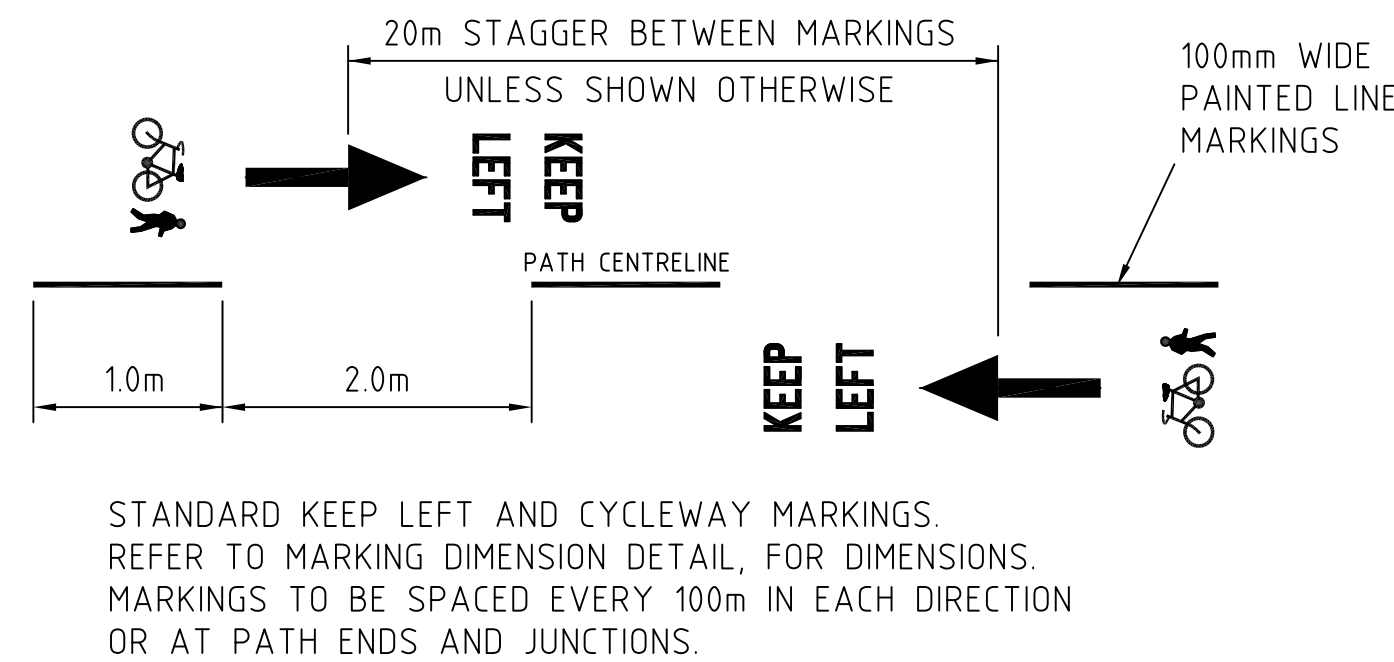 20m STAGGER BETWEEN MARKINGS
UNLESS SHOWN OTHERWISE
100mm WIDE
PAINTED LINE
MARKINGS
KEEP
LEFT
PATH CENTRELINE
KEEP
LEFT
1.0m
2.0m
STANDARD KEEP LEFT AND CYCLEWAY MARKINGS.
REFER TO MARKING DIMENSION DETAIL, FOR DIMENSIONS.
MARKINGS TO BE SPACED EVERY 100m IN EACH DIRECTION
OR AT PATH ENDS AND JUNCTIONS.